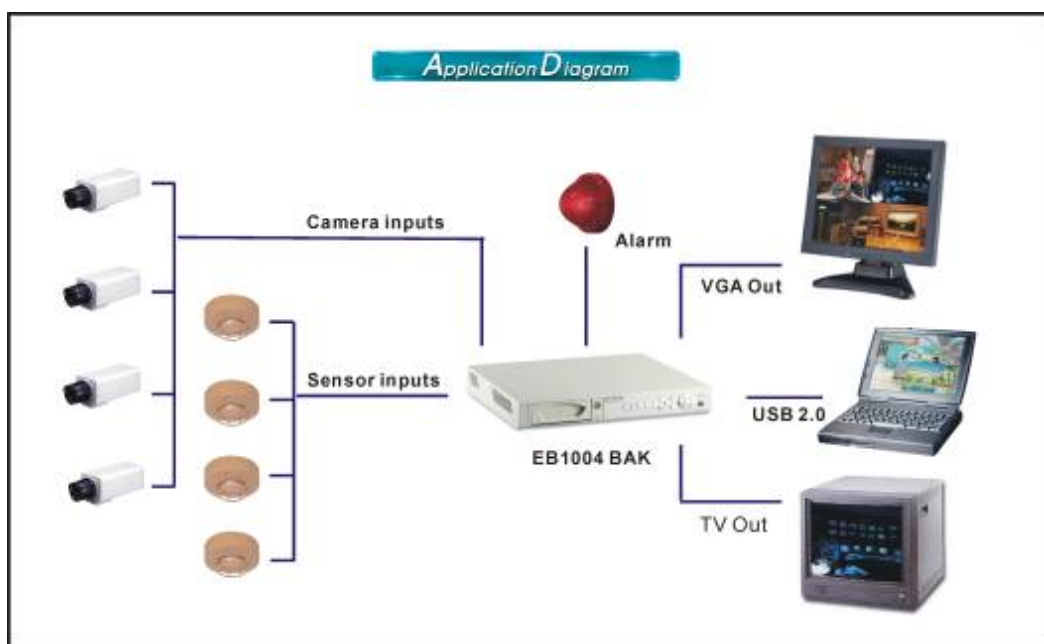 Application Diagram
Camera inputs
Alarm
VGA Out
Sensor inputs
USB 2.0
EB1004 BAK
TV Out